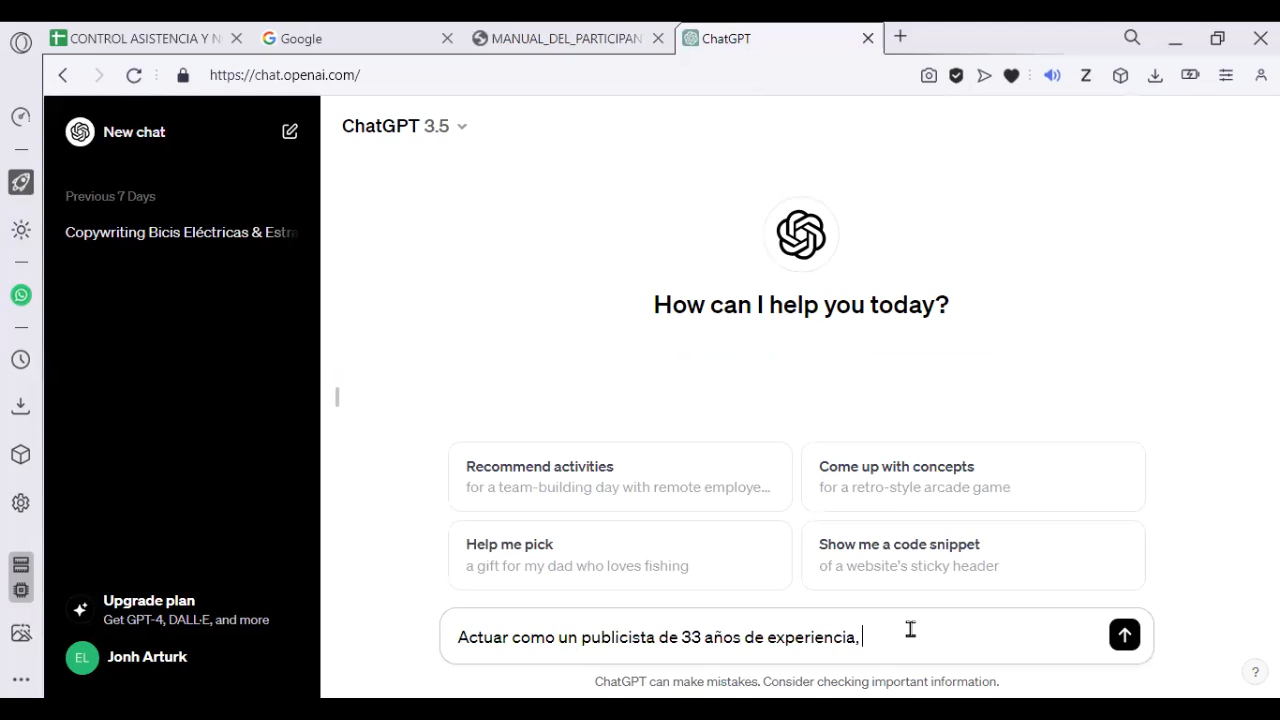 CONTROL ASISTENCIA Y N
Google
MANUAL_DEL_PARTICIPAN
ChatGPT
https://chat.openai.com/
Z
New chat
ChatGPT 3.5
Previous 7 Days
Copywriting Bicis Eléctricas & Estra
How can I help you today?
Recommend activities
for a team-building day with remote employe...
Come up with concepts
for a retro-style arcade game
Help me pick
a gift for my dad who loves fishing
Show me a code snippet
of a website's sticky header
Upgrade plan
Get GPT-4, DALL·E, and more
Actuar como un publicista de 33 años de experiencia,
EL
Jonh Arturk
ChatGPT can make mistakes. Consider checking important information.
?